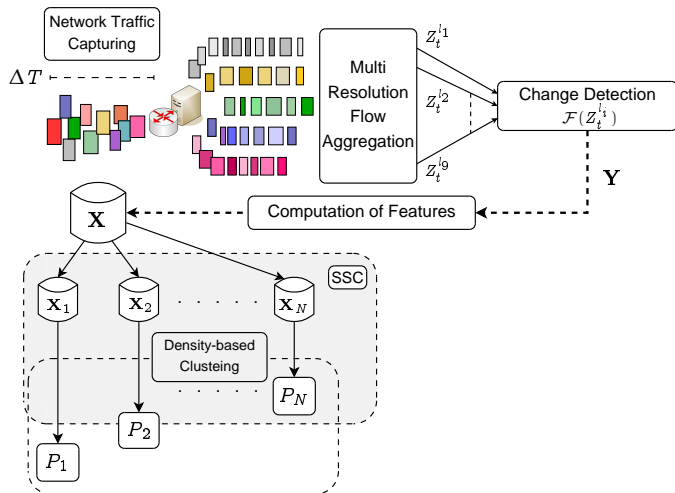 Network Traffic
Capturing
ΔT
Multi
Resolution
Flow
Aggregation
Z_t^{l_1}
Z_t^{l_2}
Z_t^{l_9}
Change Detection
F(Z_t^{l_i})
Y
Computation of Features
X
SSC
x_1
x_2
. . . . .
x_N
Density-based
Clusteing
. . . . .
P_N
P_2
P_1